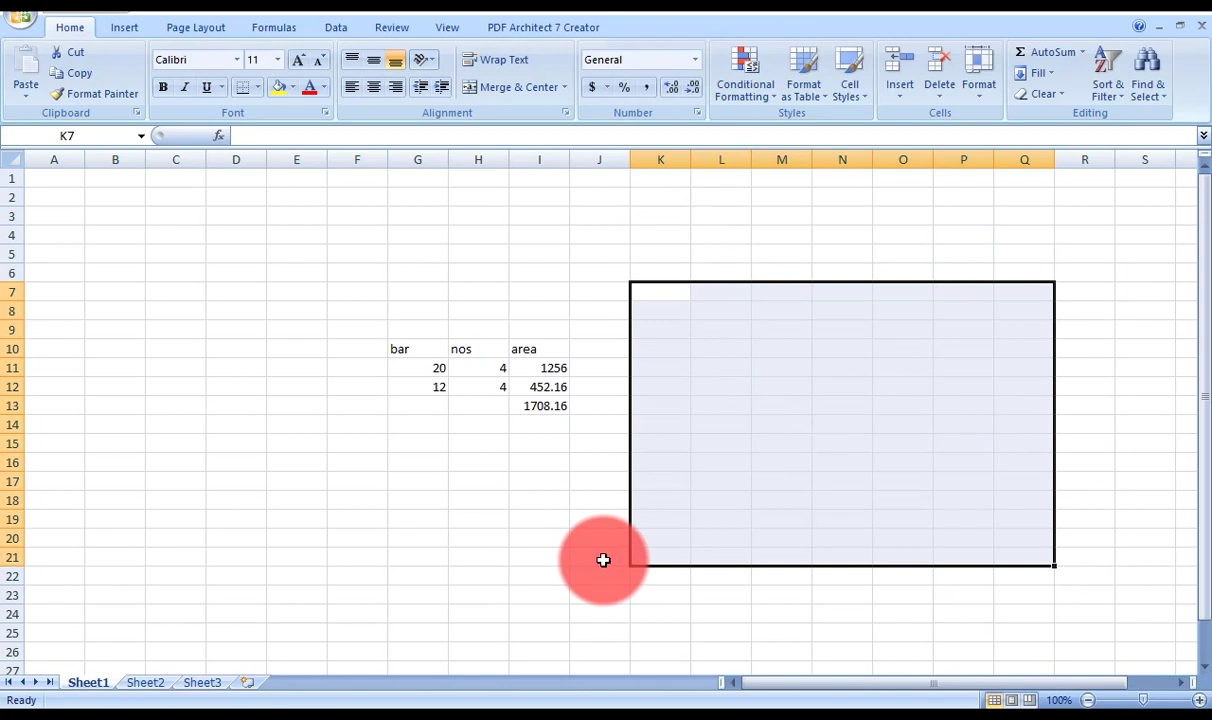 Home Insert Page Layout Formulas Data Review View PDF Architect 7 Creator
Paste Cut Copy Format Painter Clipboard
Calibri 11 A A B I U A Font
Wrap Text Merge & Center Alignment
General $ % , .0 .00 .00 .0 Number
Conditional Formatting Format as Table Cell Styles Styles
Insert Delete Format Cells
Σ AutoSum Fill Clear Sort & Filter Find & Select Editing
K7 fx
A B C D E F G H I J K L M N O P Q R S
1
2
3
4
5
6
7
8
9
10 bar nos area
11 20 4 1256
12 12 4 452.16
13 1708.16
14
15
16
17
18
19
20
21
22
23
24
25
26
27
Sheet1 Sheet2 Sheet3
Ready 100%